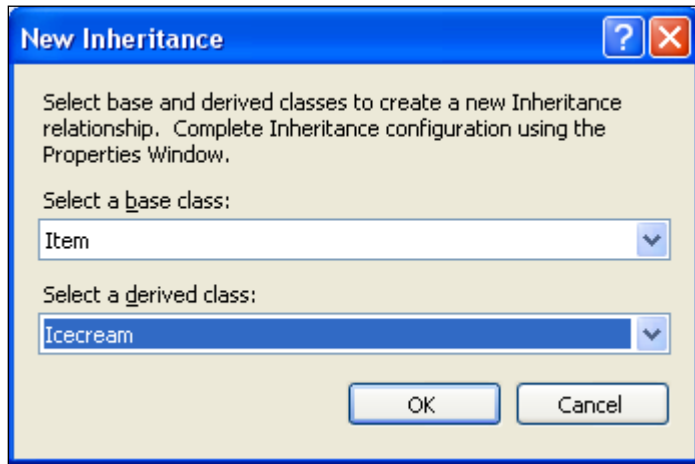 New Inheritance
Select base and derived classes to create a new Inheritance
relationship.  Complete Inheritance configuration using the
Properties Window.
Select a base class:
Item
Select a derived class:
Icecream
OK
Cancel